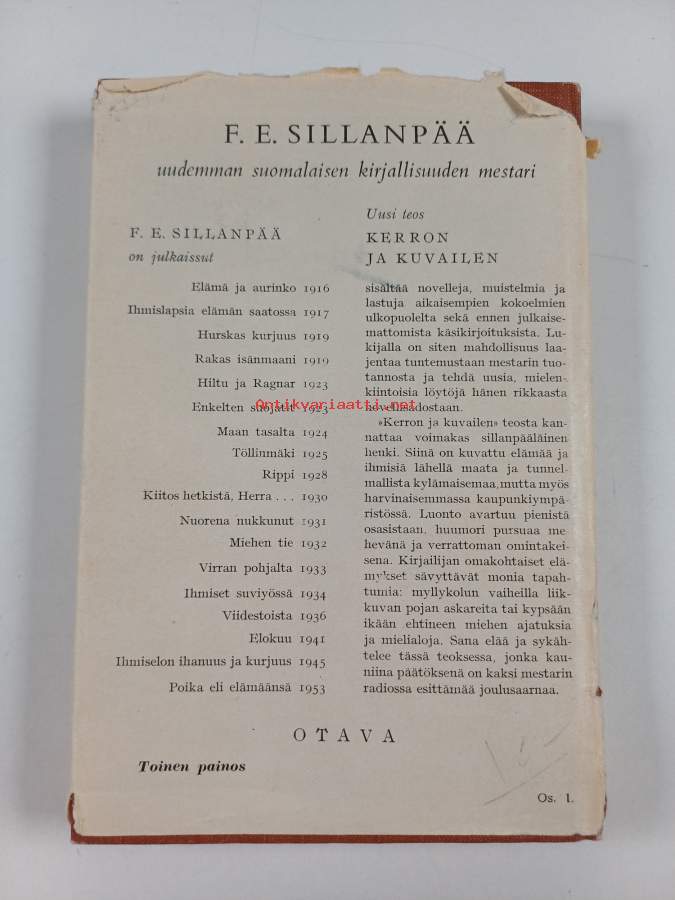 F. E. SILLANPÄÄ
uudemman suomalaisen kirjallisuuden mestari
F. E. SILLANPÄÄ
on julkaissut
Elämä ja aurinko 1916
Ihmislapsia elämän saatossa 1917
Hurskas kurjuus 1919
Rakas isänmaani 1919
Hiltu ja Ragnar 1923
Enkelten suojatit 1923
Maan tasalta 1924
Töllinmäki 1925
Rippi 1928
Kiitos hetkistä, Herra . . . 1930
Nuorena nukkunut 1931
Miehen tie 1932
Virran pohjalta 1933
Ihmiset suviyössä 1934
Viidestoista 1936
Elokuu 1941
Ihmiselon ihanuus ja kurjuus 1945
Poika eli elämäänsä 1953
Uusi teos
KERRON
JA KUVAILEN
sisältää novelleja, muistelmia ja
lastuja aikaisempien kokoelmien
ulkopuolelta sekä ennen julkaise-
mattomista käsikirjoituksista. Lu-
kijalla on siten mahdollisuus laa-
jentaa tuntemustaan mestarin tuo-
tannosta ja tehdä uusia, mielen-
kiintoisia löytöjä hänen rikkaasta
novellisadostaan.
»Kerron ja kuvailen» teosta kan-
nattaa voimakas sillanpääläinen
henki. Siinä on kuvattu elämää ja
ihmisiä lähellä maata ja tunnel-
mallista kylämaisemaa, mutta myös
harvinaisemmassa kaupunkiympä-
ristössä. Luonto avartuu pienistä
osasistaan, huumori pursuaa me-
hevänä ja verrattoman omintakei-
sena. Kirjailijan omakohtaiset elä-
mykset sävyttävät monia tapah-
tumia: myllykolun vaiheilla liik-
kuvan pojan askareita tai kypsään
ikään ehtineen miehen ajatuksia
ja mielialoja. Sana elää ja sykäh-
telee tässä teoksessa, jonka kau-
niina päätöksenä on kaksi mestarin
radiossa esittämää joulusaarnaa.
Antikvariaatti.net
OTAVA
Toinen painos
Os. 1.